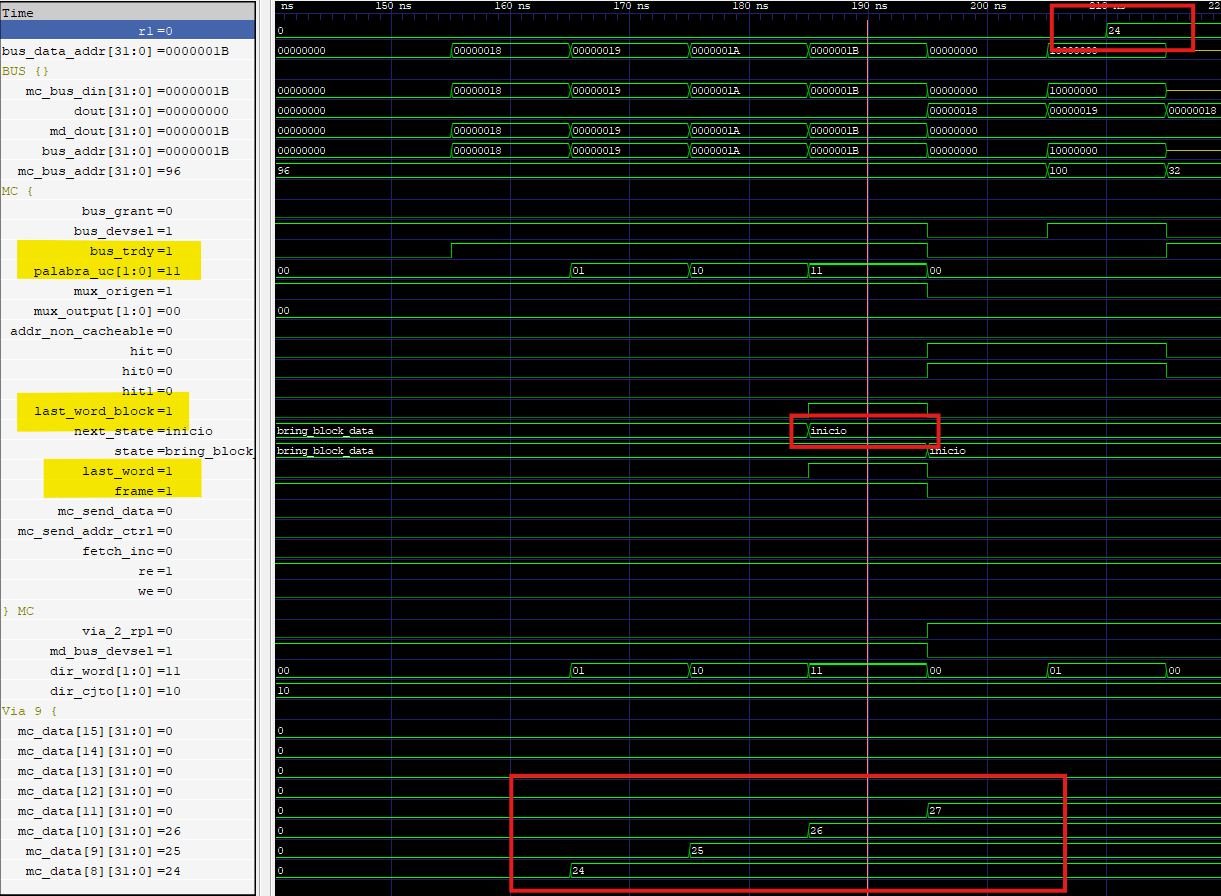 ns 150 ns 160 ns 170 ns 180 ns 190 ns 200 ns 22
Time
rl =0 0 24
bus_data_addr[31:0] =0000001B 00000000 00000018 00000019 0000001A 0000001B 00000000 10000000
BUS {}
mc_bus_din[31:0] =0000001B 00000000 00000018 00000019 0000001A 0000001B 00000000 10000000
dout[31:0] =00000000 00000000 00000018 00000019 00000018
md_dout[31:0] =0000001B 00000000 00000018 00000019 0000001A 0000001B 00000000
bus_addr[31:0] =0000001B 00000000 00000018 00000019 0000001A 0000001B 00000000 10000000
mc_bus_addr[31:0] =96 96 100 32
MC {
bus_grant =0
bus_devsel =1
bus_trdy =1
palabra_uc[1:0] =11 00 01 10 11 00
mux_origen =1
mux_output[1:0] =00 00
addr_non_cacheable =0
hit =0
hit0 =0
hit1 =0
last_word_block =1
next_state =inicio bring_block_data inicio
state =bring_block_ bring_block_data inicio
last_word =1
frame =1
mc_send_data =0
mc_send_addr_ctrl =0
fetch_inc =0
re =1
we =0
} MC
via_2_rpl =0
md_bus_devsel =1
dir_word[1:0] =11 00 01 10 11 00 01 00
dir_cjto[1:0] =10 10
Via 9 {
mc_data[15][31:0] =0 0
mc_data[14][31:0] =0 0
mc_data[13][31:0] =0 0
mc_data[12][31:0] =0 0
mc_data[11][31:0] =0 0 27
mc_data[10][31:0] =26 0 26
mc_data[9][31:0] =25 0 25
mc_data[8][31:0] =24 0 24